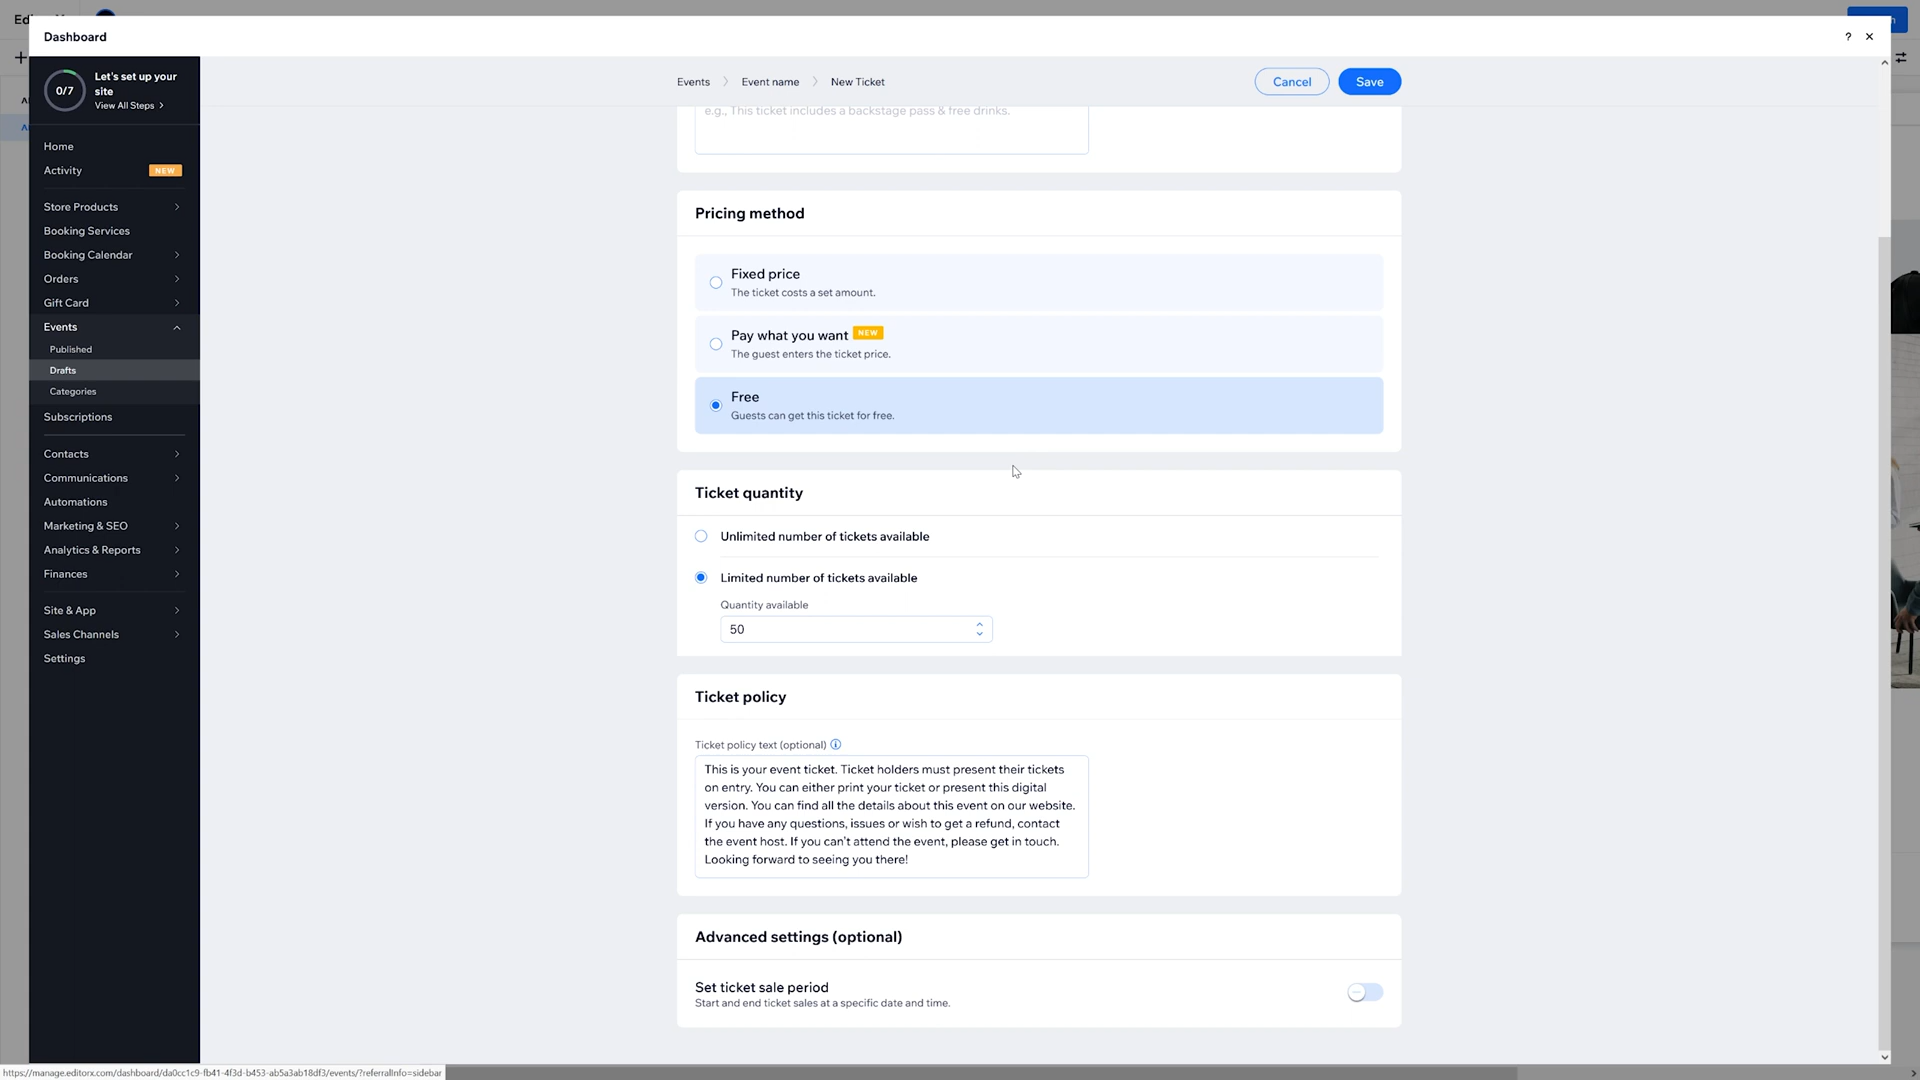 Dashboard
?
Let's set up your
site
0/7
View All Steps
Events
Event name
New Ticket
Cancel
Save
Home
Activity
NEW
Store Products
Booking Services
Booking Calendar
Orders
Gift Card
Events
Published
Drafts
Categories
Subscriptions
Contacts
Communications
Automations
Marketing & SEO
Analytics & Reports
Finances
Site & App
Sales Channels
Settings
e.g., This ticket includes a backstage pass & free drinks.
Pricing method
Fixed price
The ticket costs a set amount.
Pay what you want NEW
The guest enters the ticket price.
Free
Guests can get this ticket for free.
Ticket quantity
Unlimited number of tickets available
Limited number of tickets available
Quantity available
50
Ticket policy
Ticket policy text (optional)
This is your event ticket. Ticket holders must present their tickets
on entry. You can either print your ticket or present this digital
version. You can find all the details about this event on our website.
If you have any questions, issues or wish to get a refund, contact
the event host. If you can't attend the event, please get in touch.
Looking forward to seeing you there!
Advanced settings (optional)
Set ticket sale period
Start and end ticket sales at a specific date and time.
https://manage.editorx.com/dashboard/da0cc1c9-fb41-4f3d-b453-ab5a3ab18df3/events/?referralInfo=sidebar